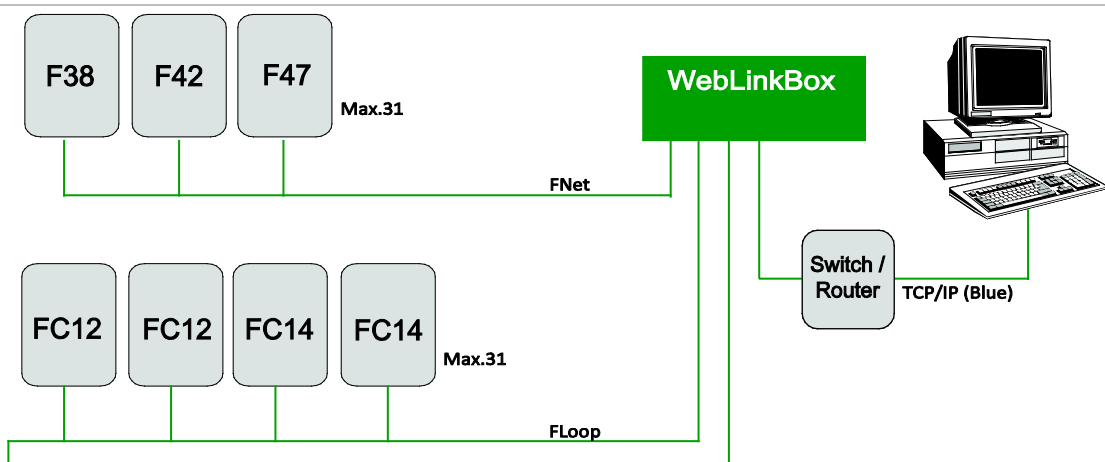 F38
F42
F47
Max.31
WebLinkBox
FNet
Switch /
Router
TCP/IP (Blue)
FC12
FC12
FC14
FC14
Max.31
FLoop